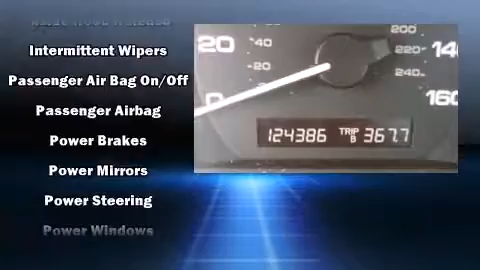 Intermittent Wipers
Passenger Air Bag On/Off
Passenger Airbag
Power Brakes
Power Mirrors
Power Steering
Power Windows
200
20 40 220 140
20 240
0 160
124386 TRIP B 367.7